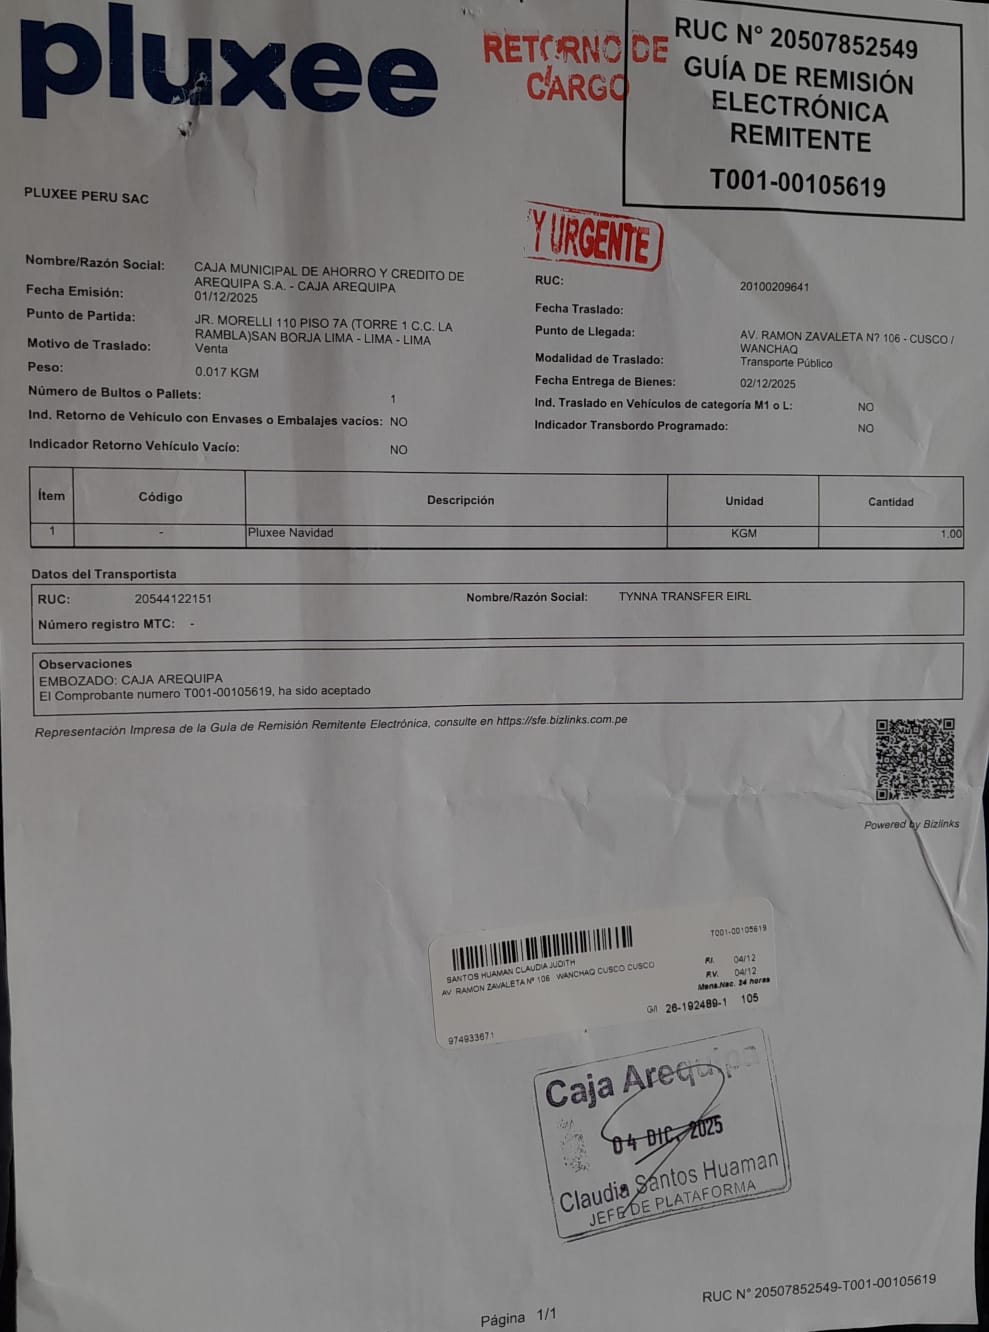 pluxee
RETORNO DE
CARGO
RUC N° 20507852549
GUÍA DE REMISIÓN
ELECTRÓNICA
REMITENTE
T001-00105619
PLUXEE PERU SAC
Y URGENTE
Nombre/Razón Social: CAJA MUNICIPAL DE AHORRO Y CREDITO DE
AREQUIPA S.A. - CAJA AREQUIPA
Fecha Emisión: 01/12/2025
Punto de Partida: JR. MORELLI 110 PISO 7A (TORRE 1 C.C. LA
RAMBLA)SAN BORJA LIMA - LIMA - LIMA
Motivo de Traslado: Venta
Peso: 0.017 KGM
Número de Bultos o Pallets: 1
Ind. Retorno de Vehículo con Envases o Embalajes vacíos: NO
Indicador Retorno Vehículo Vacío: NO
RUC: 20100209641
Fecha Traslado:
Punto de Llegada: AV. RAMON ZAVALETA N? 106 - CUSCO /
WANCHAQ
Modalidad de Traslado: Transporte Público
Fecha Entrega de Bienes: 02/12/2025
Ind. Traslado en Vehículos de categoría M1 o L: NO
Indicador Transbordo Programado: NO
Ítem Código Descripción Unidad Cantidad
1 - Pluxee Navidad KGM 1.00
Datos del Transportista
RUC: 20544122151 Nombre/Razón Social: TYNNA TRANSFER EIRL
Número registro MTC: -
Observaciones
EMBOZADO: CAJA AREQUIPA
El Comprobante numero T001-00105619, ha sido aceptado
Representación Impresa de la Guía de Remisión Remitente Electrónica, consulte en https://sfe.bizlinks.com.pe
Powered by Bizlinks
T001-00105619
SANTOS HUAMAN CLAUDIA JUDITH
AV. RAMON ZAVALETA Nº 106 WANCHAQ CUSCO CUSCO
RI. 04/12
RV. 04/12
Mens.Nac. 24 horas
G/I 26-192489-1 105
974933671
Caja Arequipa
04 DIC. 2025
Claudia Santos Huaman
JEFE DE PLATAFORMA
RUC N° 20507852549-T001-00105619
Página 1/1